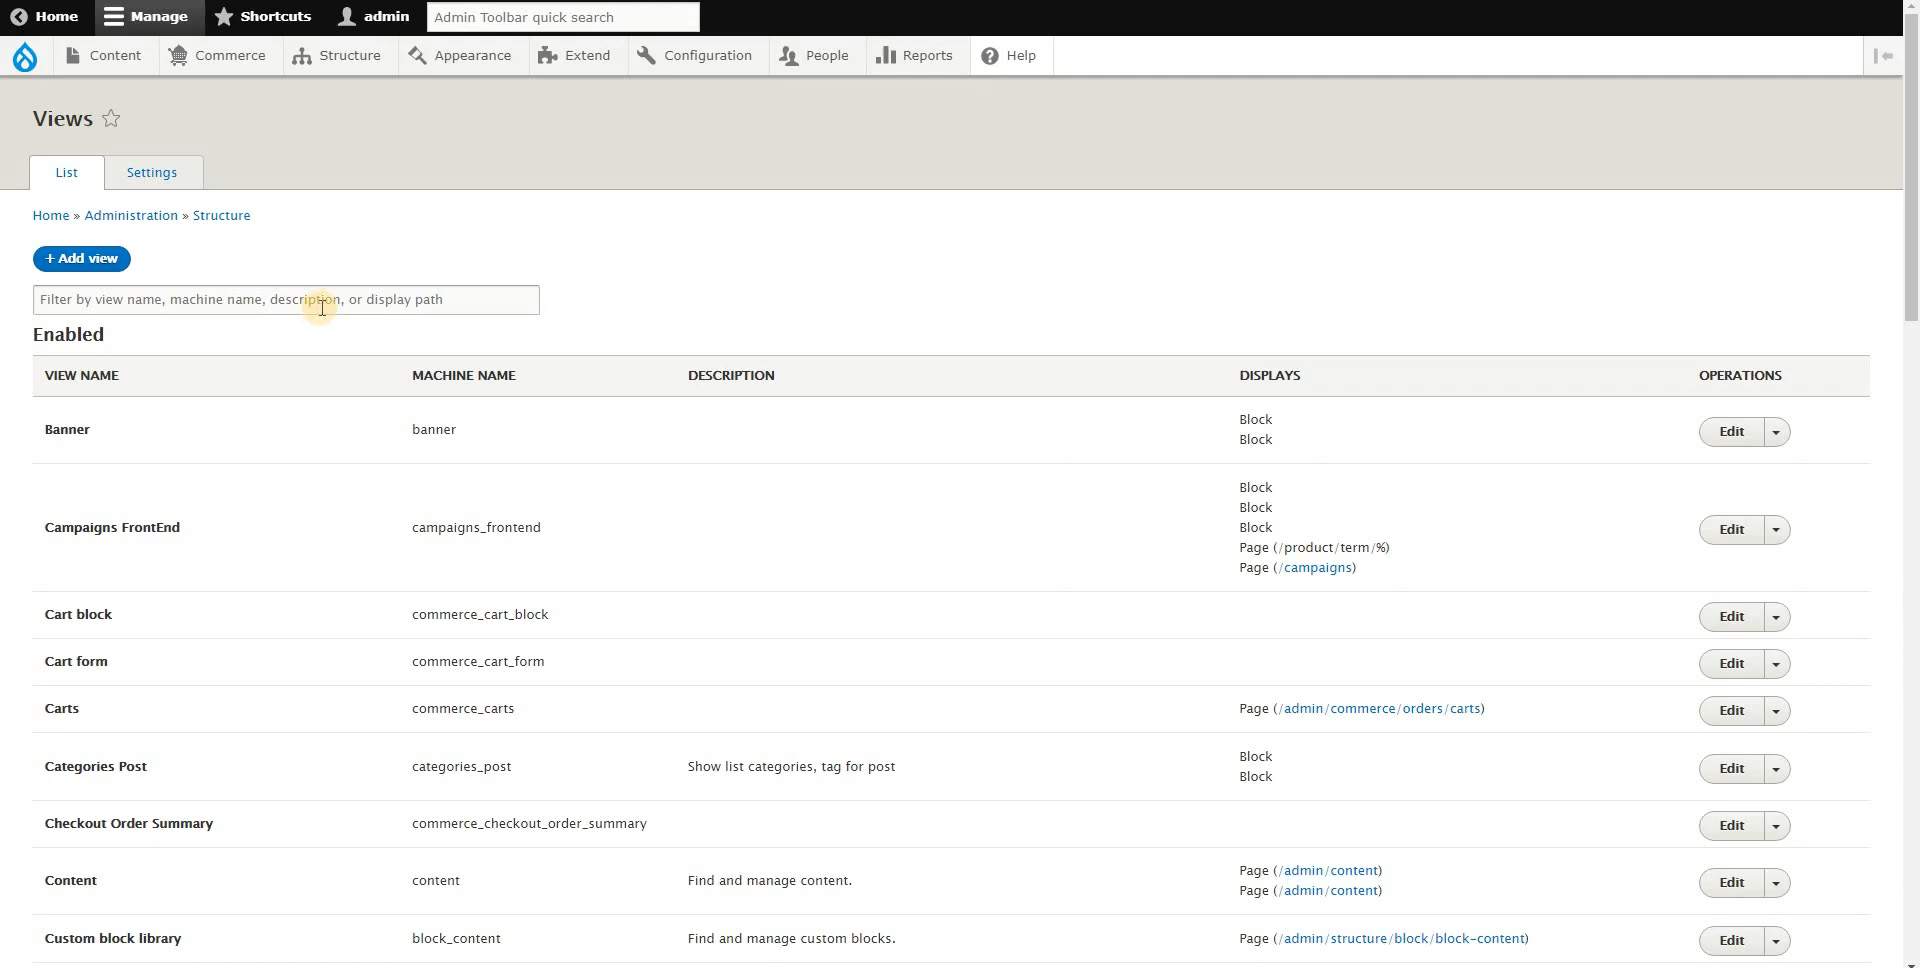 Home Manage Shortcuts admin Admin Toolbar quick search
Content Commerce Structure Appearance Extend Configuration People Reports Help
Views
List Settings
Home » Administration » Structure
+ Add view
Filter by view name, machine name, description, or display path
Enabled
VIEW NAME MACHINE NAME DESCRIPTION DISPLAYS OPERATIONS
Block
Banner banner Edit
Block
Block
Block
Campaigns FrontEnd campaigns_frontend Block Edit
Page (/product/term/%)
Page (/campaigns)
Cart block commerce_cart_block Edit
Cart form commerce_cart_form Edit
Carts commerce_carts Page (/admin/commerce/orders/carts) Edit
Block
Categories Post categories_post Show list categories, tag for post Edit
Block
Checkout Order Summary commerce_checkout_order_summary Edit
Page (/admin/content)
Content content Find and manage content. Edit
Page (/admin/content)
Custom block library block_content Find and manage custom blocks. Page (/admin/structure/block/block-content) Edit